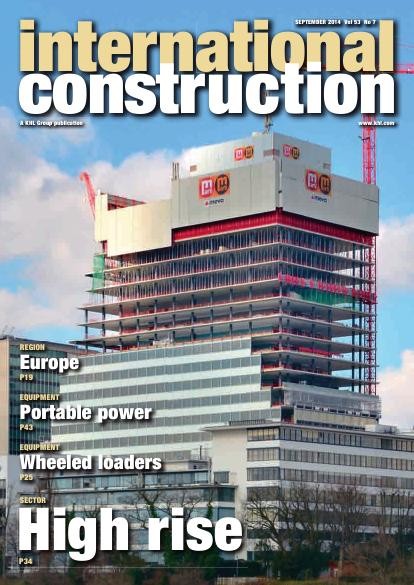 SEPTEMBER 2014 Vol 53 No 7
international
construction
A KHL Group publication
www.khl.com
meva
REGION
Europe
P19
EQUIPMENT
Portable power
P43
EQUIPMENT
Wheeled loaders
P25
SECTOR
High rise
P34